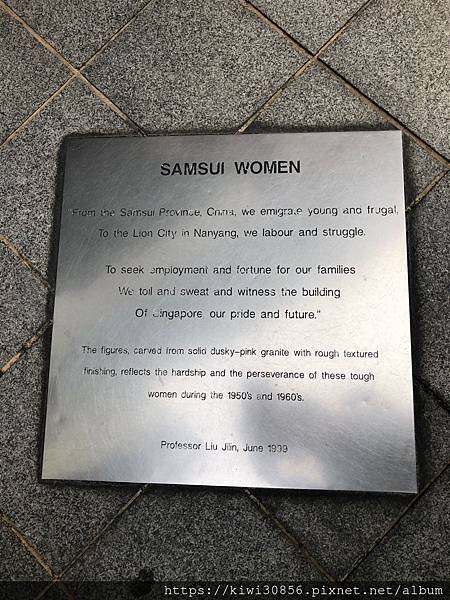 SAMSUI WOMEN
"From the Samsui Province, China, we emigrate young and frugal,
To the Lion City in Nanyang, we labour and struggle.
To seek employment and fortune for our families
We toil and sweat and witness the building
Of Singapore, our pride and future."
The figures, carved from solid dusky-pink granite with rough textured
finishing, reflects the hardship and the perseverance of these tough
women during the 1950's and 1960's.
Professor Liu Jilin, June 1999
https://kiwi30856.pixnet.net/album